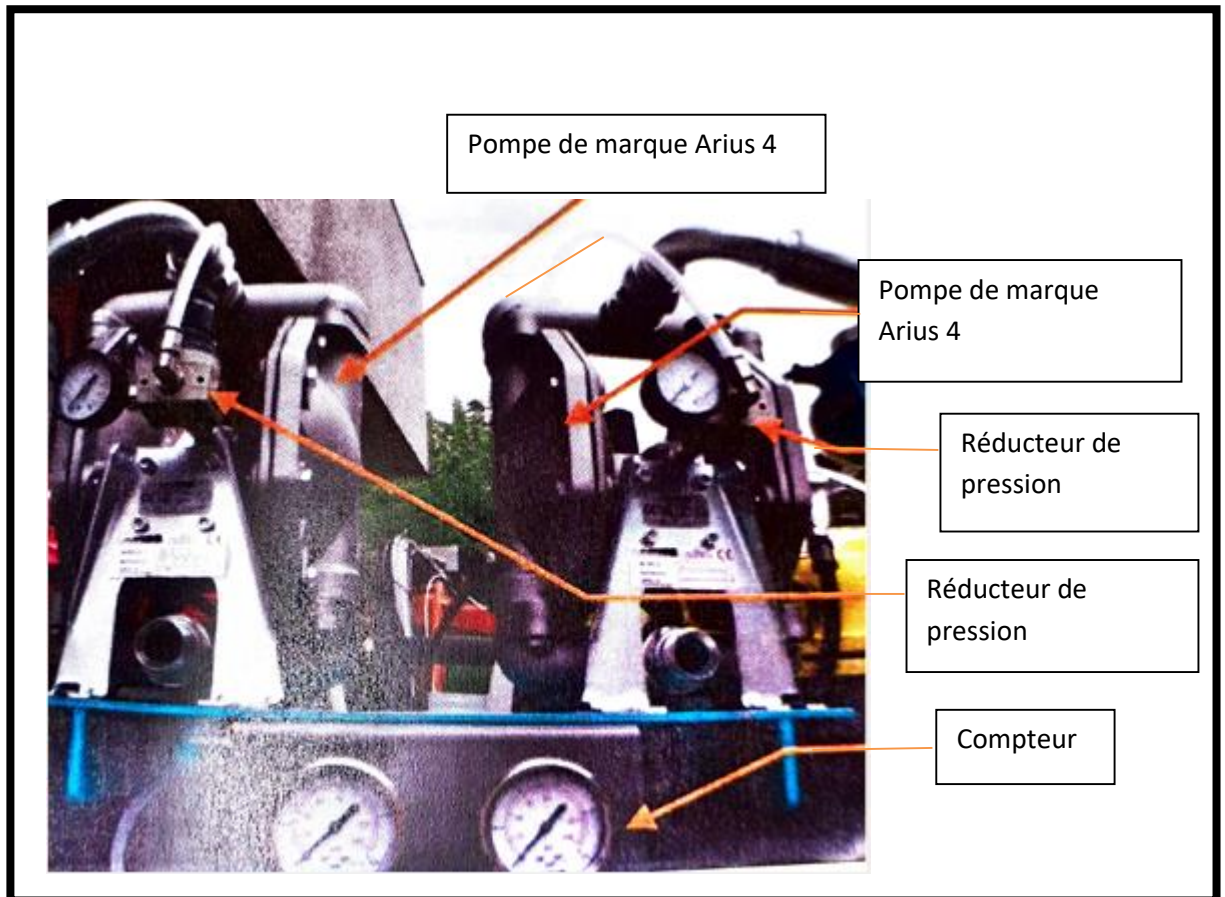 Pompe de marque Arius 4
Pompe de marque
Arius 4
Réducteur de
pression
Réducteur de
pression
Compteur